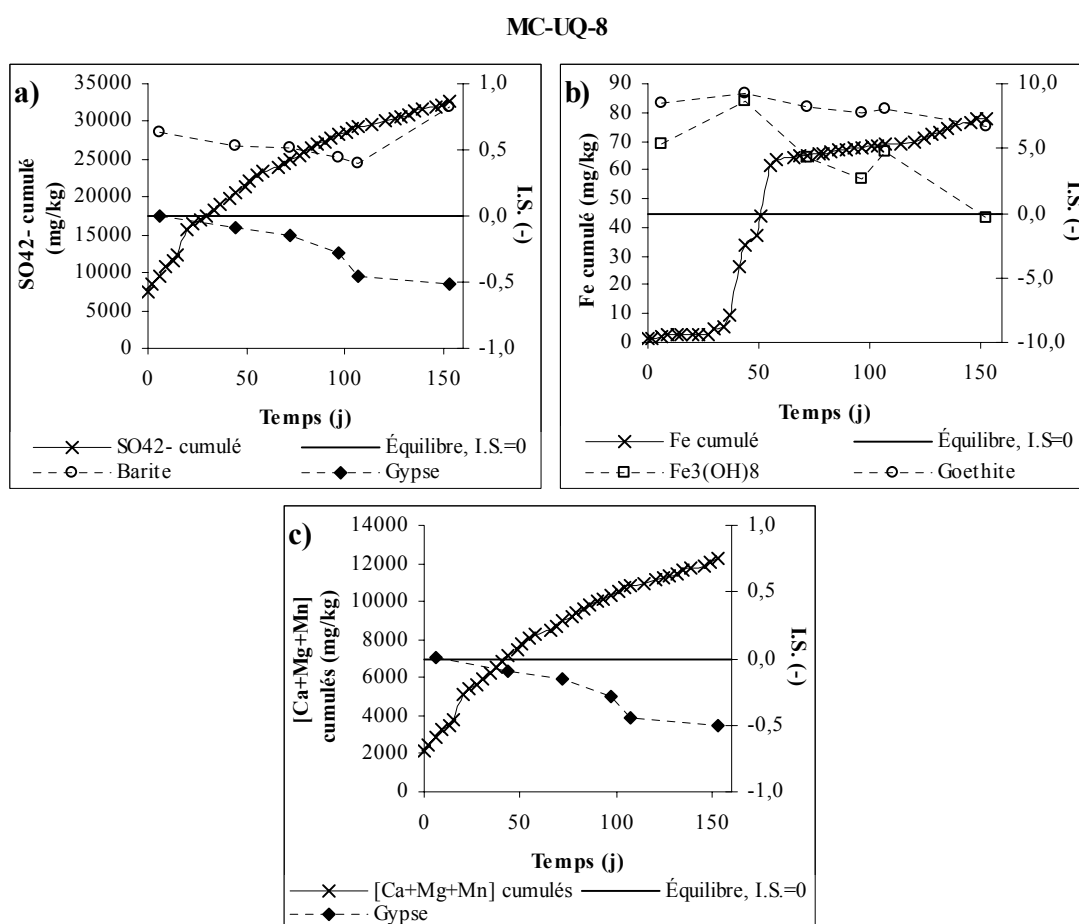 MC-UQ-8
a)
SO42- cumulé
(mg/kg)
35000
30000
25000
20000
15000
10000
5000
0
1,0
0,5
0,0
-0,5
-1,0
I.S. (-)
0 50 100 150
Temps (j)
SO42- cumulé
Équilibre, I.S.=0
Barite
Gypse
b)
Fe cumulé (mg/kg)
90
80
70
60
50
40
30
20
10
0
10,0
5,0
0,0
-5,0
-10,0
I.S. (-)
0 50 100 150
Temps (j)
Fe cumulé
Équilibre, I.S=0
Fe3(OH)8
Goethite
c)
[Ca+Mg+Mn]
cumulés (mg/kg)
14000
12000
10000
8000
6000
4000
2000
0
1,0
0,5
0,0
-0,5
-1,0
I.S. (-)
0 50 100 150
Temps (j)
[Ca+Mg+Mn] cumulés
Équilibre, I.S.=0
Gypse